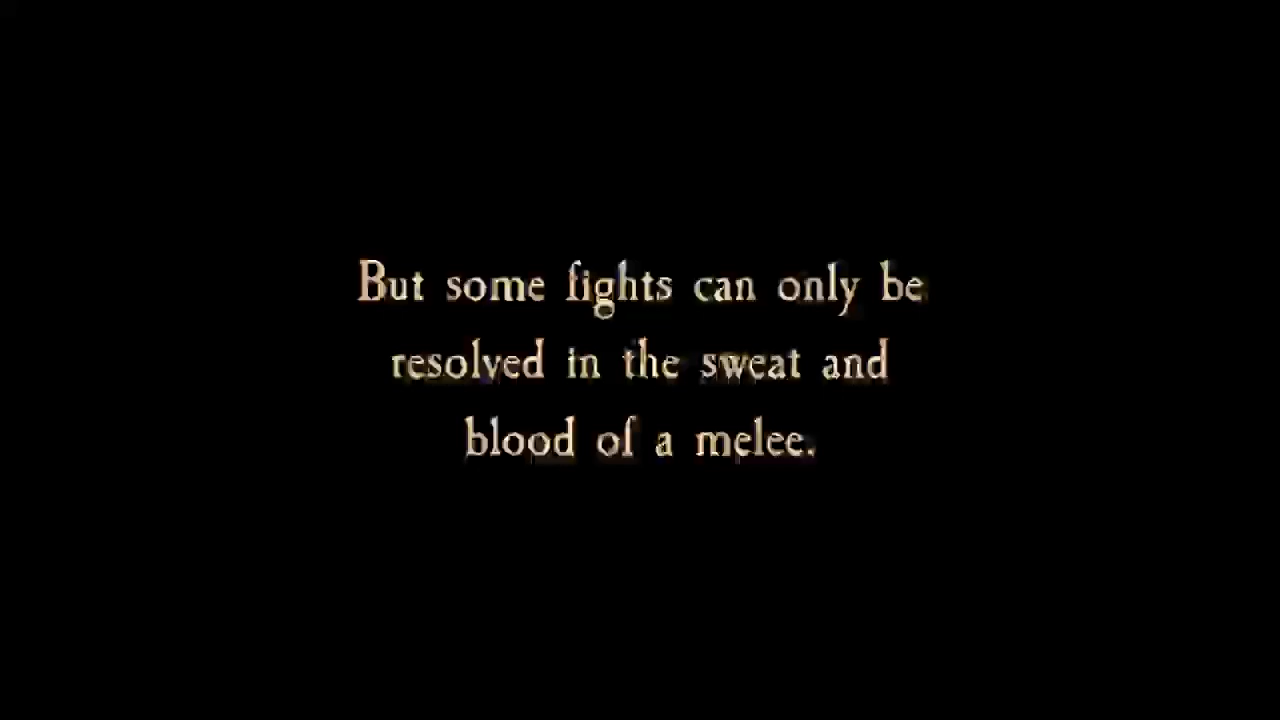 But some fights can only be
resolved in the sweat and
blood of a melee.